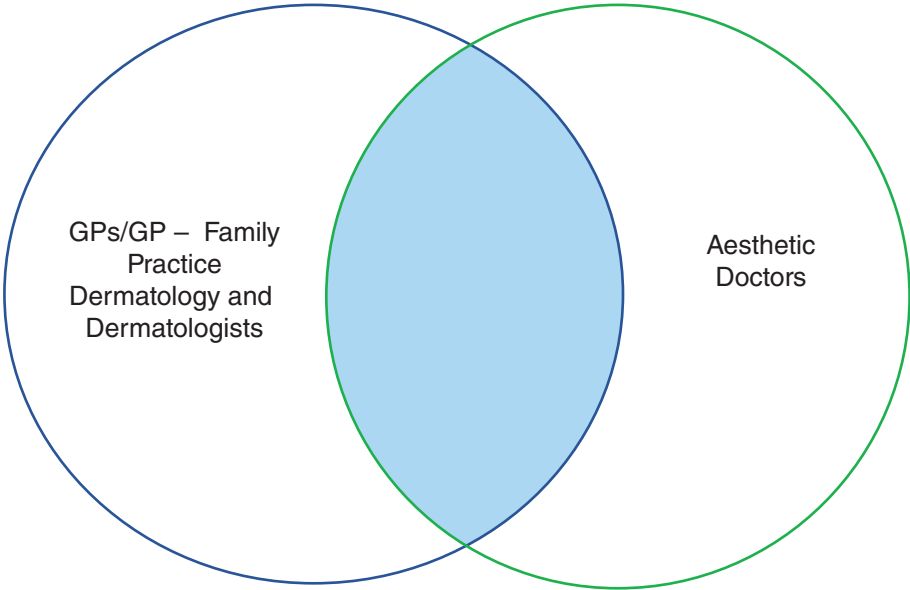 GPs/GP – Family
Practice
Dermatology and
Dermatologists
Aesthetic
Doctors